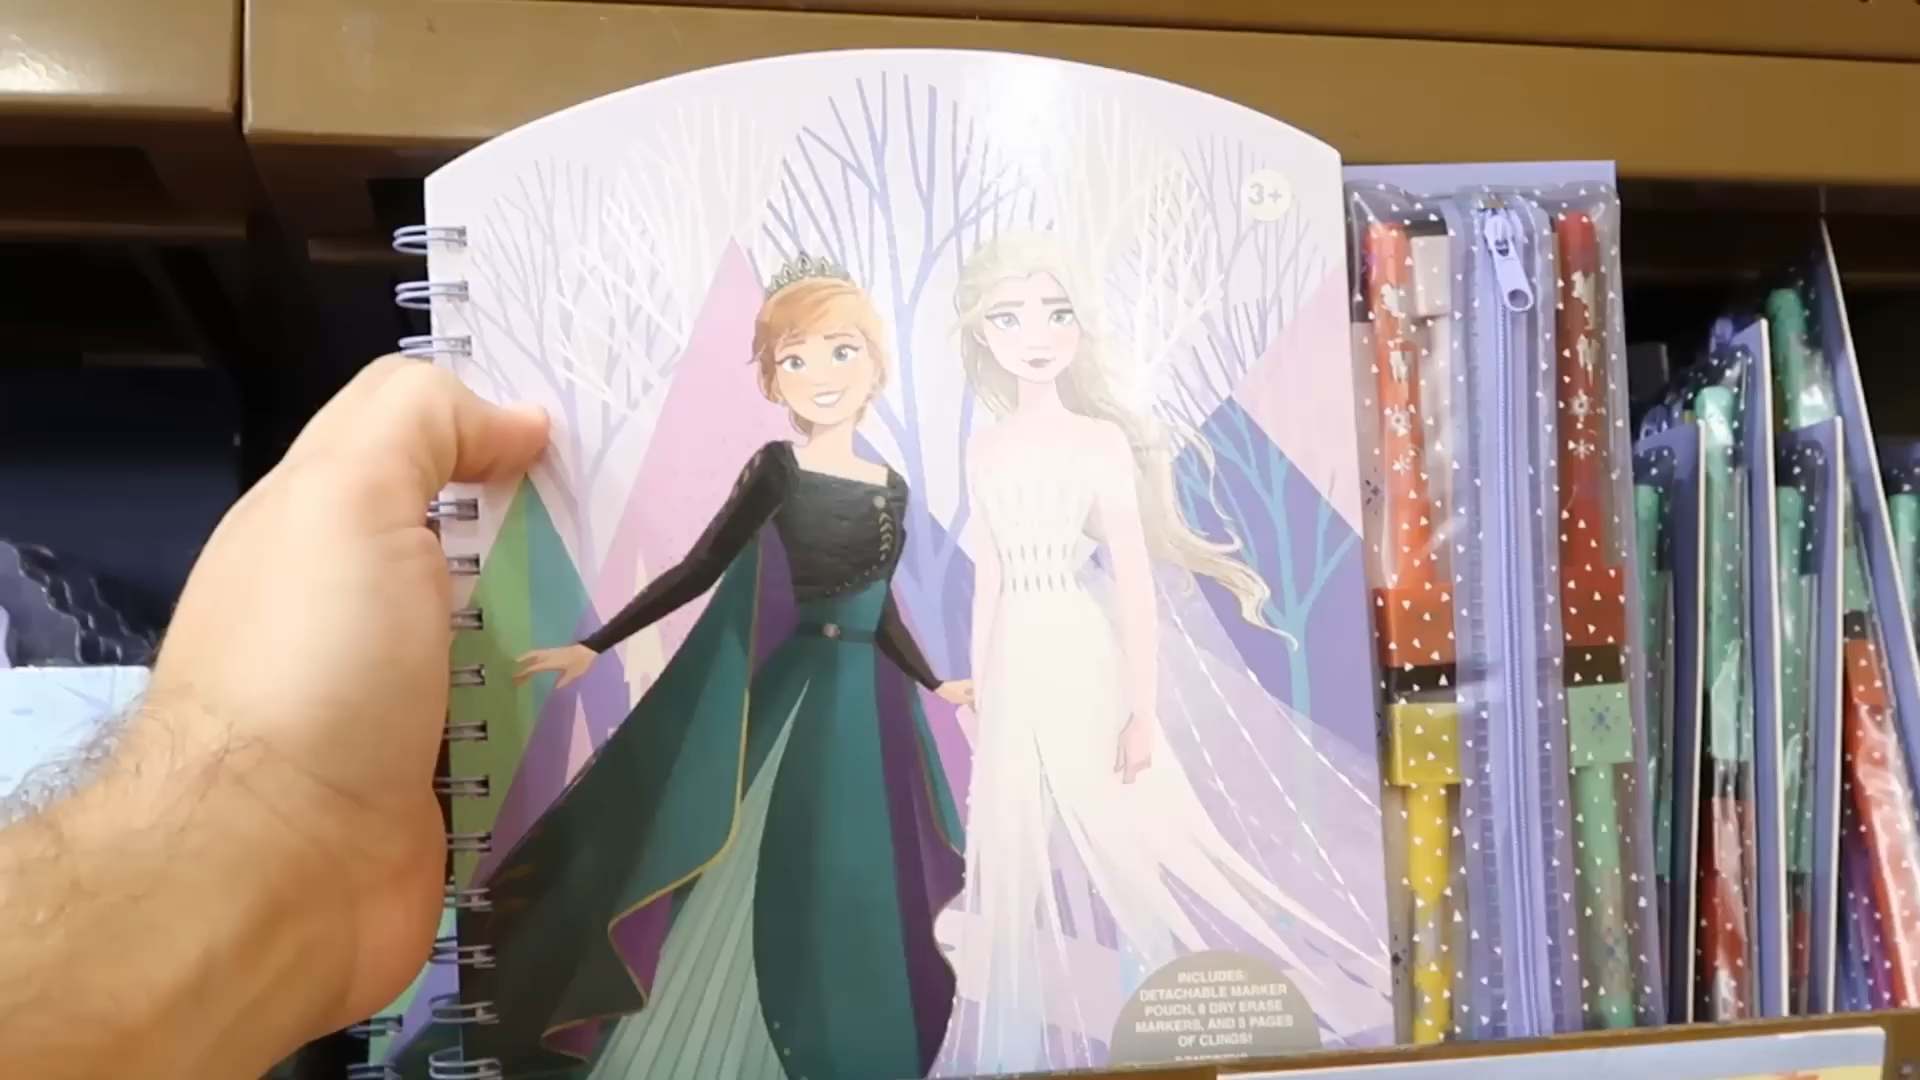 3+
INCLUDES:
DETACHABLE MARKER
POUCH, 6 DRY ERASE
MARKERS, AND 5 PAGES
OF CLINGS!